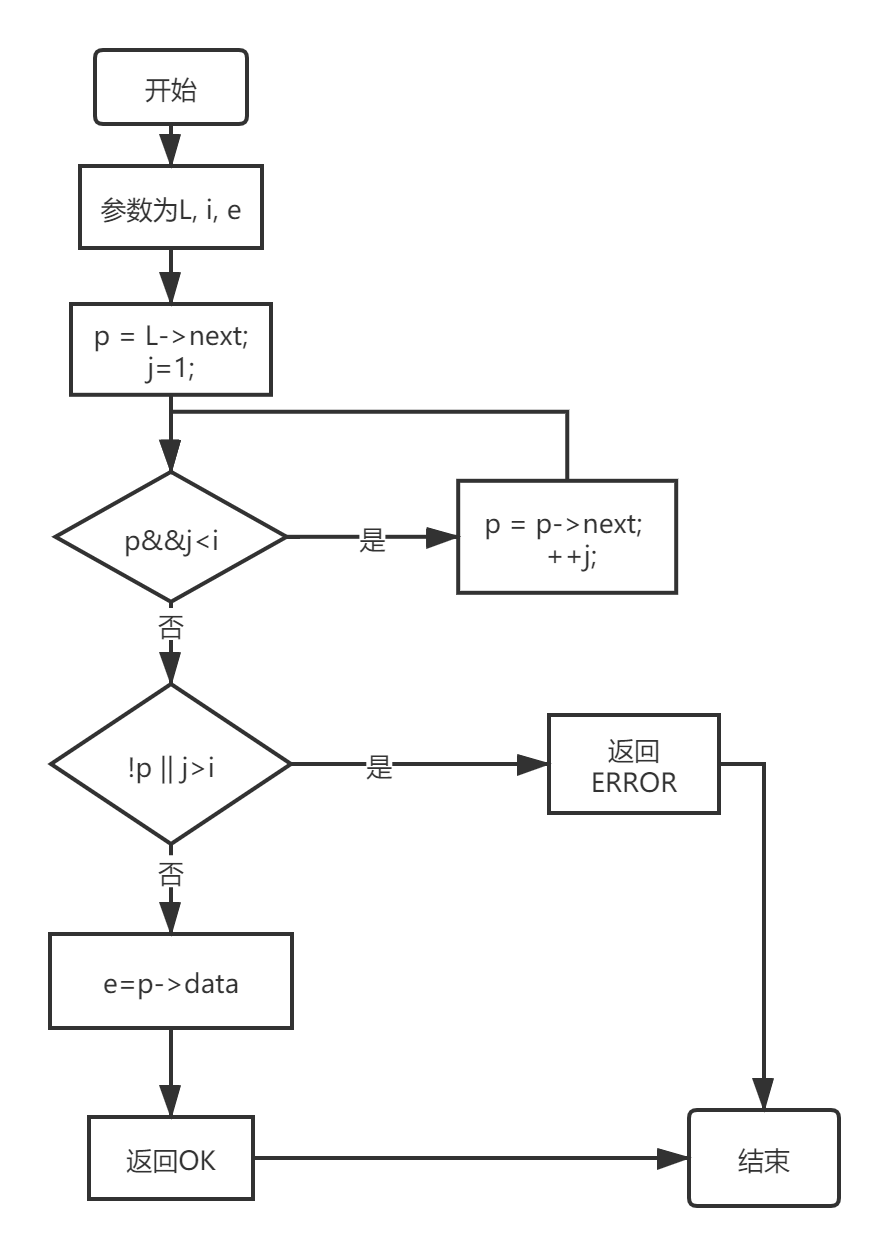 开始
参数为L, i, e
p = L->next;
j=1;
p&&j<i
是
p = p->next;
++j;
否
!p || j>i
是
返回
ERROR
否
e=p->data
返回OK
结束